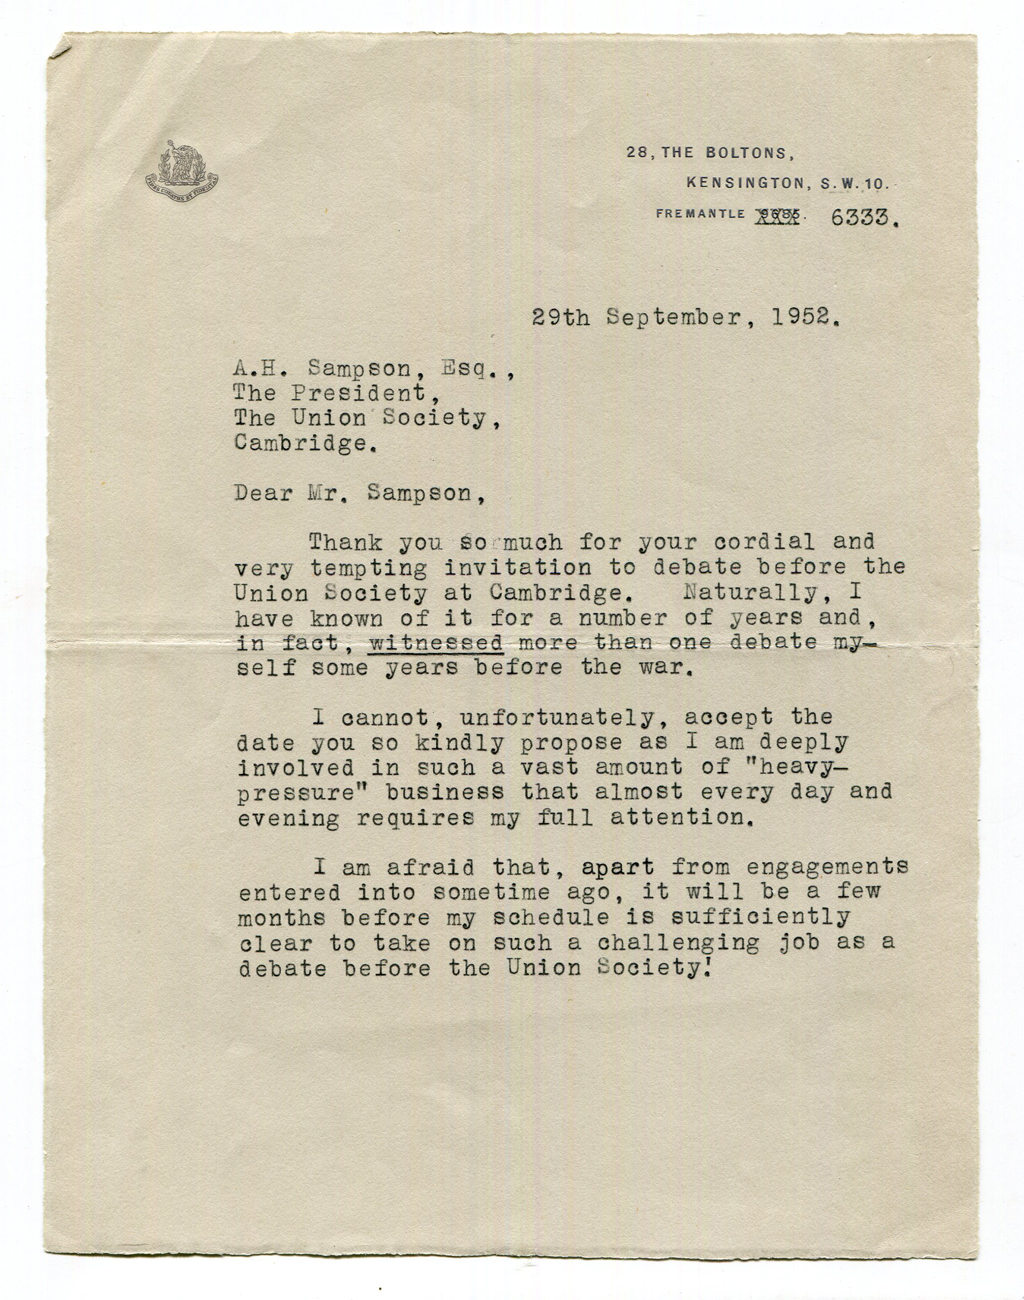 28, THE BOLTONS,
KENSINGTON, S.W.10.
FREMANTLE 6333.
29th September, 1952.
A.H. Sampson, Esq.,
The President,
The Union Society,
Cambridge.
Dear Mr. Sampson,
Thank you so much for your cordial and
very tempting invitation to debate before the
Union Society at Cambridge. Naturally, I
have known of it for a number of years and,
in fact, witnessed more than one debate my-
self some years before the war.
I cannot, unfortunately, accept the
date you so kindly propose as I am deeply
involved in such a vast amount of "heavy-
pressure" business that almost every day and
evening requires my full attention.
I am afraid that, apart from engagements
entered into sometime ago, it will be a few
months before my schedule is sufficiently
clear to take on such a challenging job as a
debate before the Union Society!